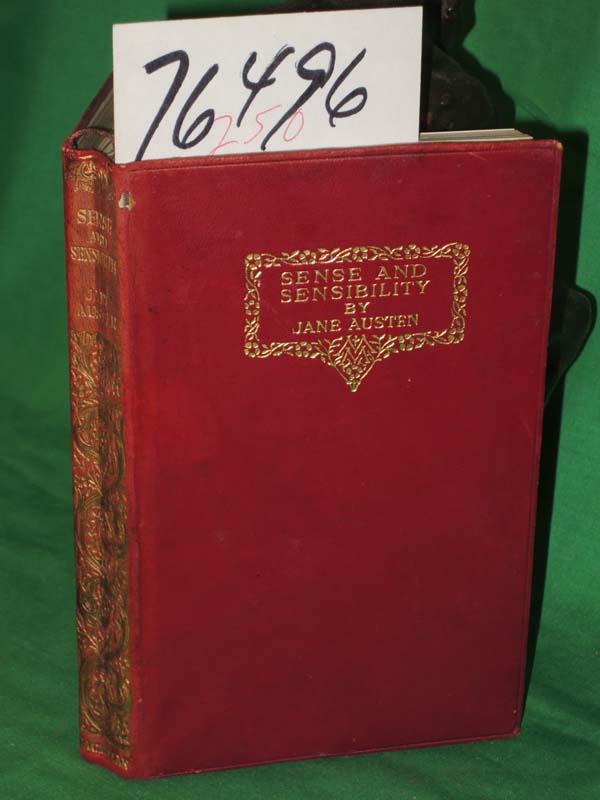 76496
250
SENSE AND
SENSIBILITY
BY
JANE AUSTEN
SENSE
AND
SENSIBILITY